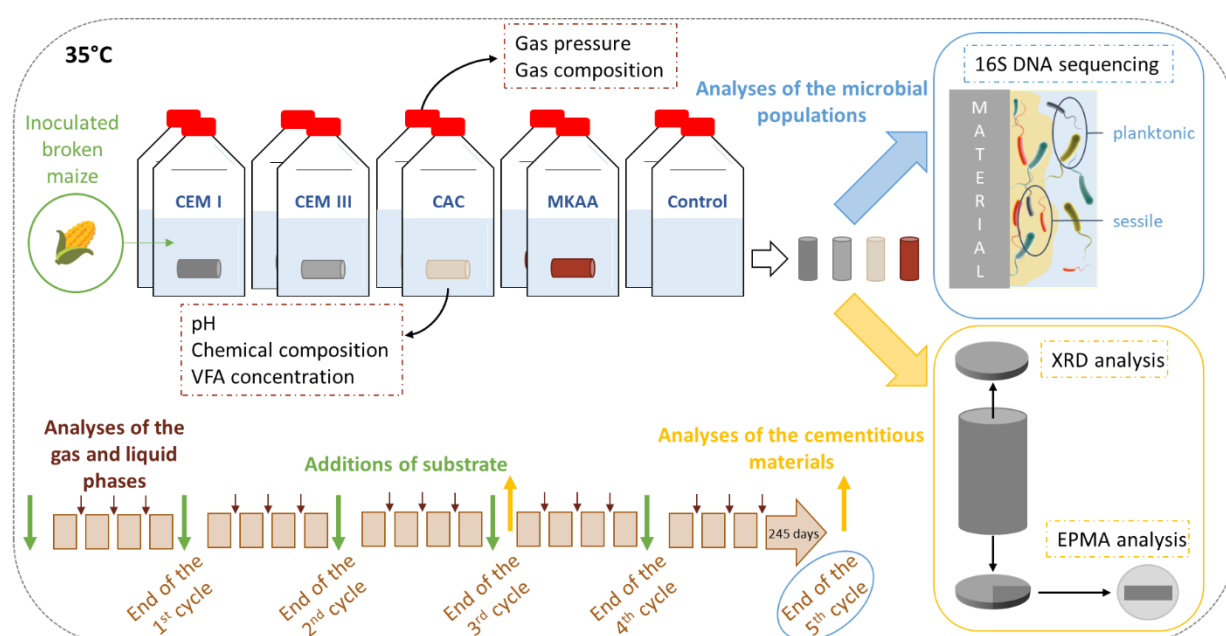 35°C
Gas pressure
Gas composition
Inoculated
broken
maize
CEM I
CEM III
CAC
MKAA
Control
pH
Chemical composition
VFA concentration
Analyses of the microbial
populations
16S DNA sequencing
MATERIAL
planktonic
sessile
Analyses of the
gas and liquid
phases
Additions of substrate
Analyses of the cementitious
materials
245 days
End of the
1st cycle
End of the
2nd cycle
End of the
3rd cycle
End of the
4th cycle
End of the
5th cycle
XRD analysis
EPMA analysis